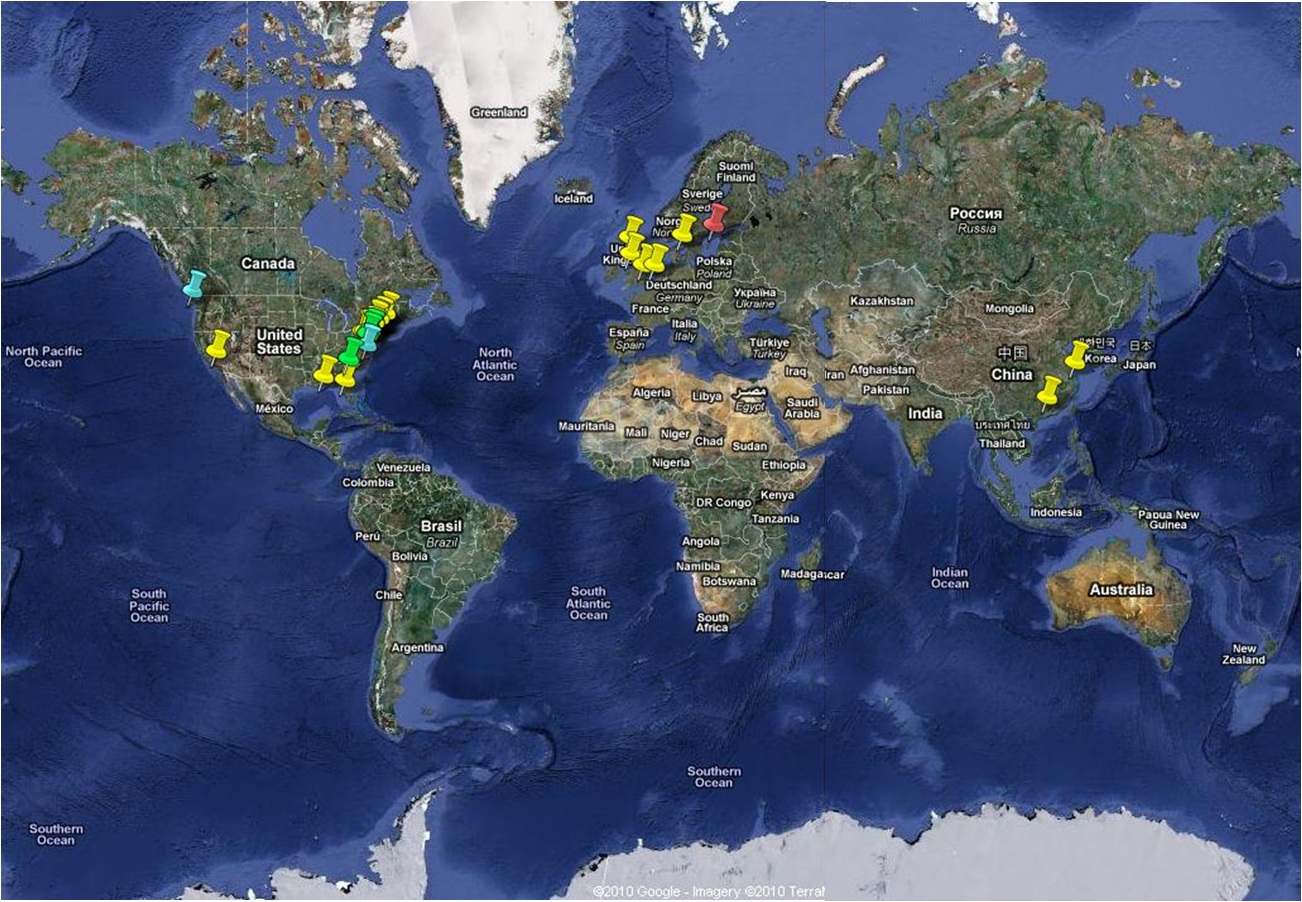 Greenland
Iceland
Suomi
Finland
Sverige
Norg
Nor
Россия
Russia
Canada
Polska
Poland
Deutschland
Germany
Україна
Ukraine
Kazakhstan
Mongolia
France
United
States
España
Spain
Italia
Italy
Türkiye
Turkey
North Pacific
Ocean
North
Atlantic
Ocean
中国
China
Korea
日本
Japan
Iraq
Iran
Afghanistan
Pakistan
Algeria
Libya
Egypt
Saudi
Arabia
México
India
Mauritania
Mali
Niger
Chad
Sudan
ประเทศไทย
Thailand
Venezuela
Colombia
Nigeria
Ethiopia
DR Congo
Kenya
Tanzania
Indonesia
Papua New
Guinea
Brasil
Brazil
Perú
Bolivia
Angola
Namibia
Botswana
Madagascar
Indian
Ocean
Australia
Chile
South
Pacific
Ocean
South
Atlantic
Ocean
South
Africa
Argentina
New
Zealand
Southern
Ocean
Southern
Ocean
©2010 Google - Imagery ©2010 Terra